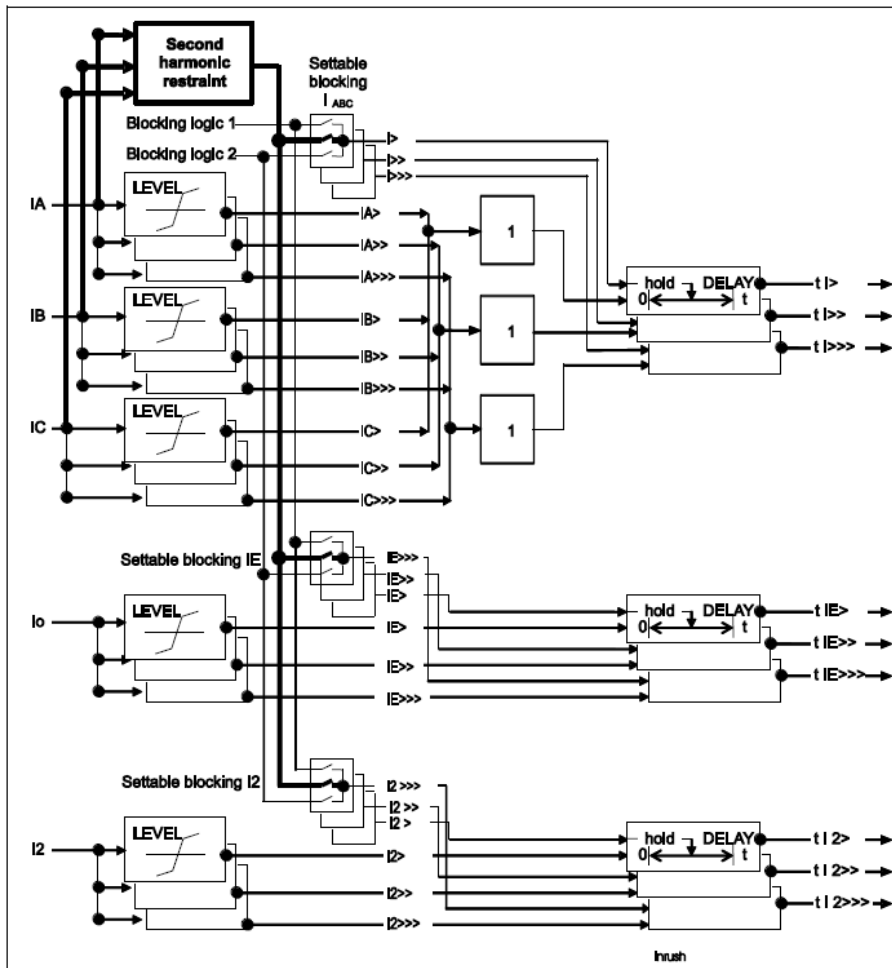 Second
harmonic
restraint
Settable
blocking
I ABC
Blocking logic 1
Blocking logic 2
I>
I>>
I>>>
IA
LEVEL
IA>
IA>>
IA>>>
1
hold DELAY
0 t
t I>
t I>>
t I>>>
IB
LEVEL
IB>
IB>>
IB>>>
1
IC
LEVEL
IC>
IC>>
IC>>>
1
Settable blocking IE
IE>>>
IE>>
IE>
Io
LEVEL
IE>
IE>>
IE>>>
hold DELAY
0 t
t IE>
t IE>>
t IE>>>
Settable blocking I2
I2 >>>
I2 >>
I2 >
I2
LEVEL
I2>
I2>>
I2>>>
hold DELAY
0 t
t I 2>
t I 2>>
t I 2>>>
Inrush